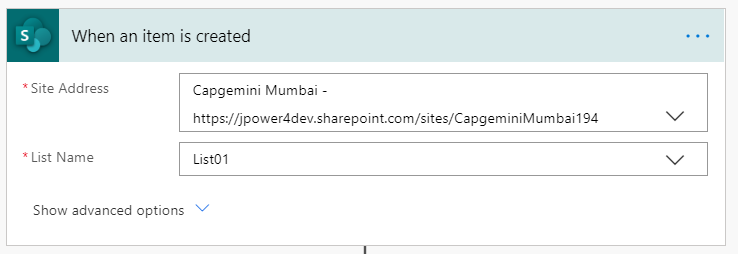 When an item is created
* Site Address
Capgemini Mumbai -
https://jpower4dev.sharepoint.com/sites/CapgeminiMumbai194
* List Name
List01
Show advanced options